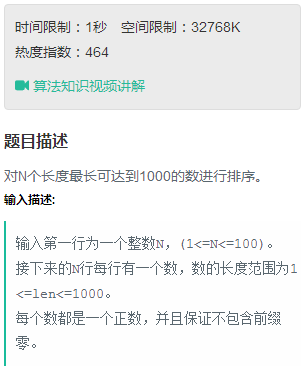 时间限制：1秒 空间限制：32768K
热度指数：464
算法知识视频讲解
题目描述
对N个长度最长可达到1000的数进行排序。
输入描述:
输入第一行为一个整数N，(1<=N<=100)。
接下来的N行每行有一个数，数的长度范围为1
<=len<=1000。
每个数都是一个正数，并且保证不包含前缀
零。